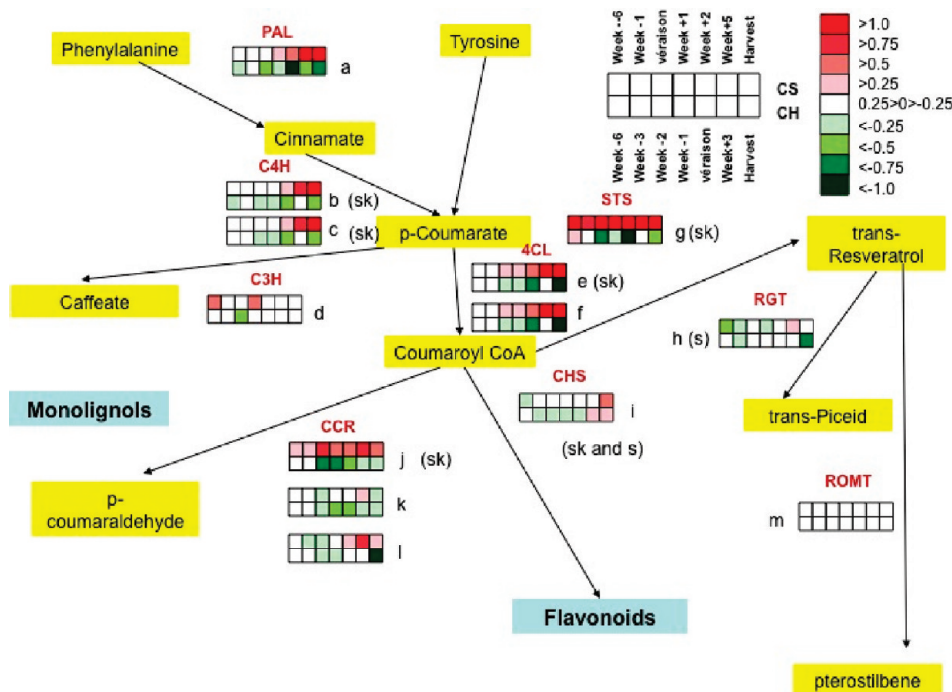 PAL
Phenylalanine
a
Tyrosine
Week --6
Week -1
véraison
Week +1
Week +2
Week+5
Harvest
CS
CH
Week -6
Week -3
Week -2
Week -1
véraison
Week+3
Harvest
>1.0
>0.75
>0.5
>0.25
0.25>0>-0.25
<-0.25
<-0.5
<-0.75
<-1.0
Cinnamate
C4H
b (sk)
c (sk)
p-Coumarate
STS
g(sk)
trans-
Resveratrol
4CL
e (sk)
f
C3H
d
Caffeate
Coumaroyl CoA
RGT
h (s)
Monolignols
CHS
i
(sk and s)
trans-Piceid
CCR
j (sk)
k
l
p-
coumaraldehyde
ROMT
m
Flavonoids
pterostilbene